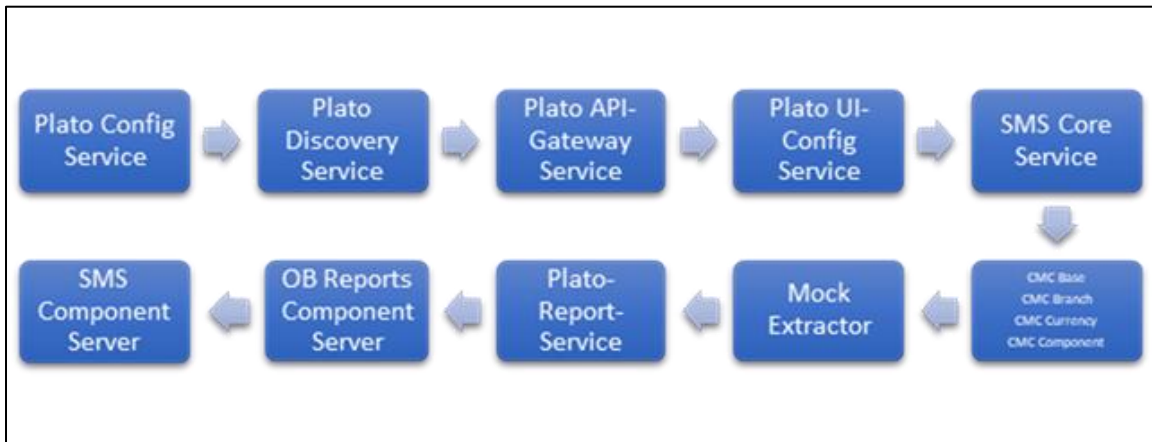 Plato Config
Service
Plato
Discovery
Service
Plato API-
Gateway
Service
Plato UI-
Config
Service
SMS Core
Service
CMC Base
CMC Branch
CMC Currency
CMC Component
Mock
Extractor
Plato-
Report-
Service
OB Reports
Component
Server
SMS
Component
Server